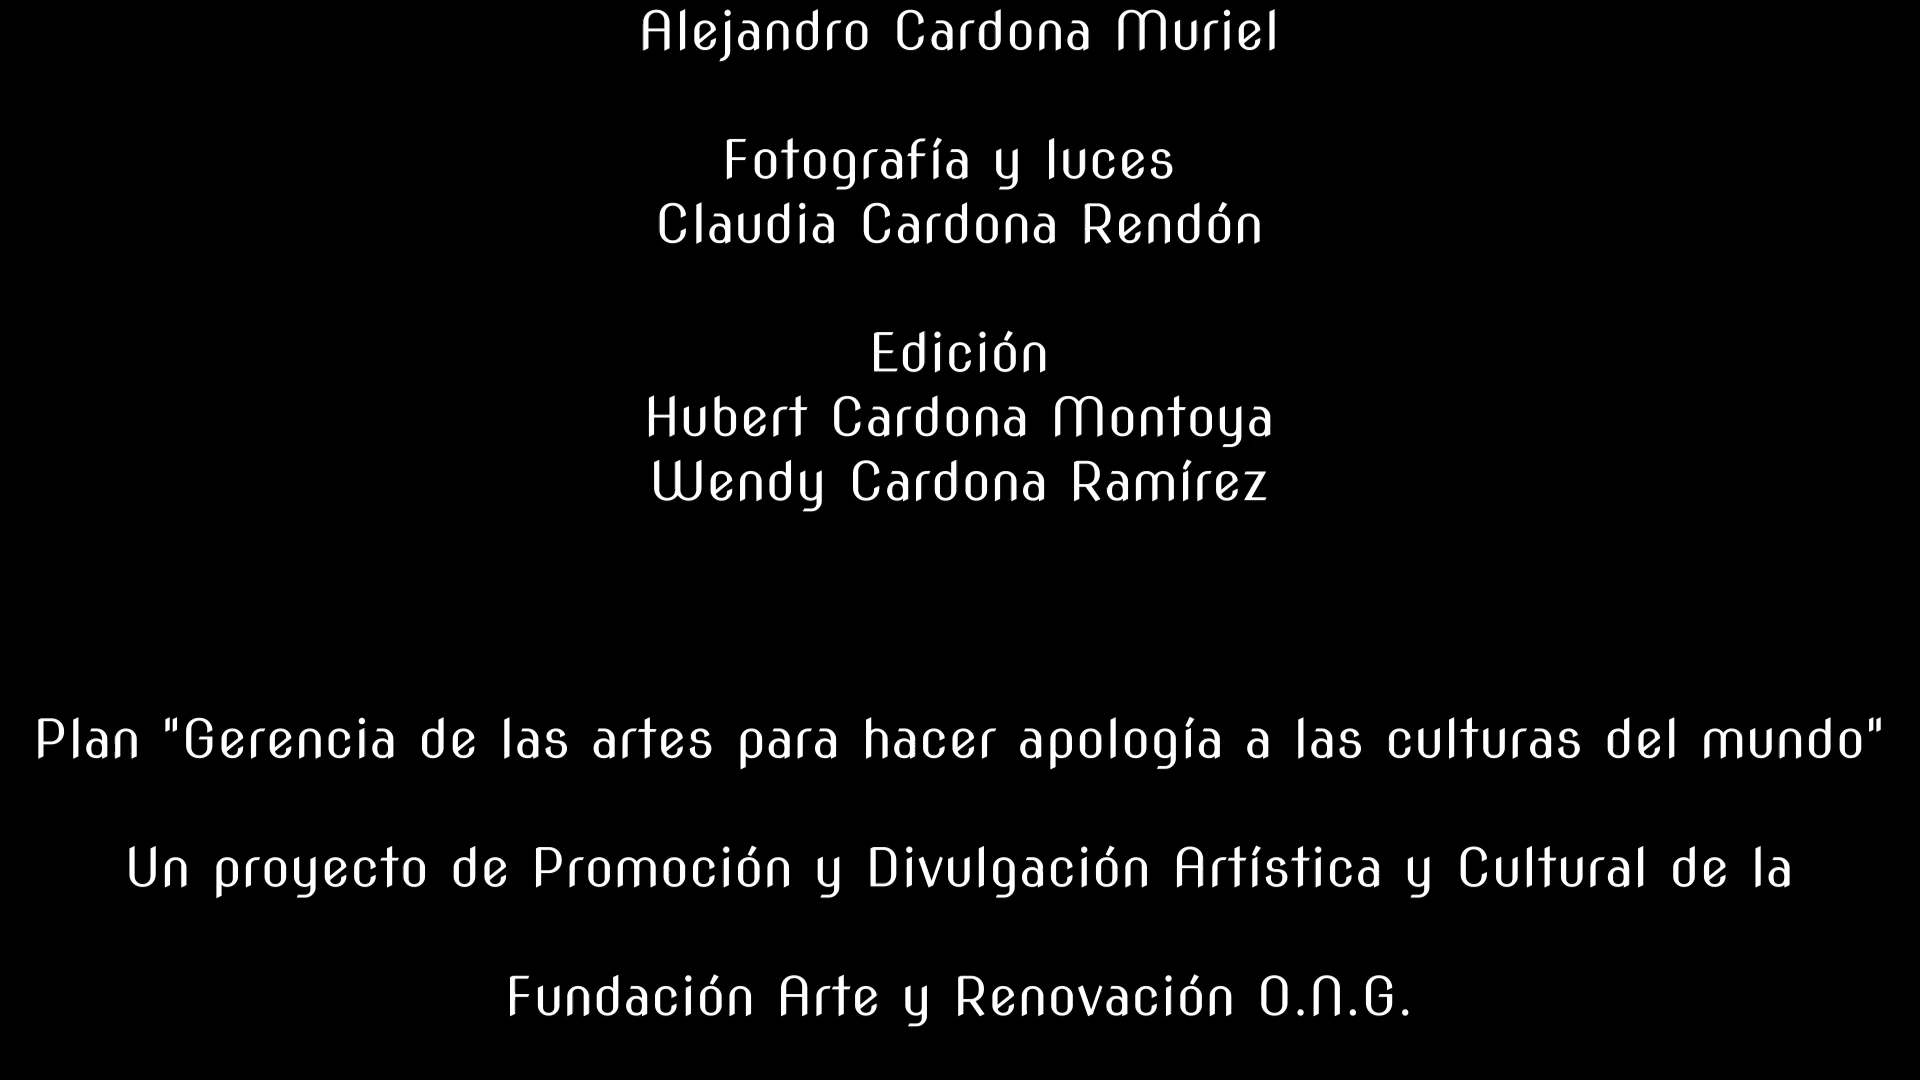 Alejandro Cardona Muriel
Fotografía y luces
Claudia Cardona Rendón
Edición
Hubert Cardona Montoya
Wendy Cardona Ramírez
Plan "Gerencia de las artes para hacer apología a las culturas del mundo"
Un proyecto de Promoción y Divulgación Artística y Cultural de la
Fundación Arte y Renovación O.N.G.